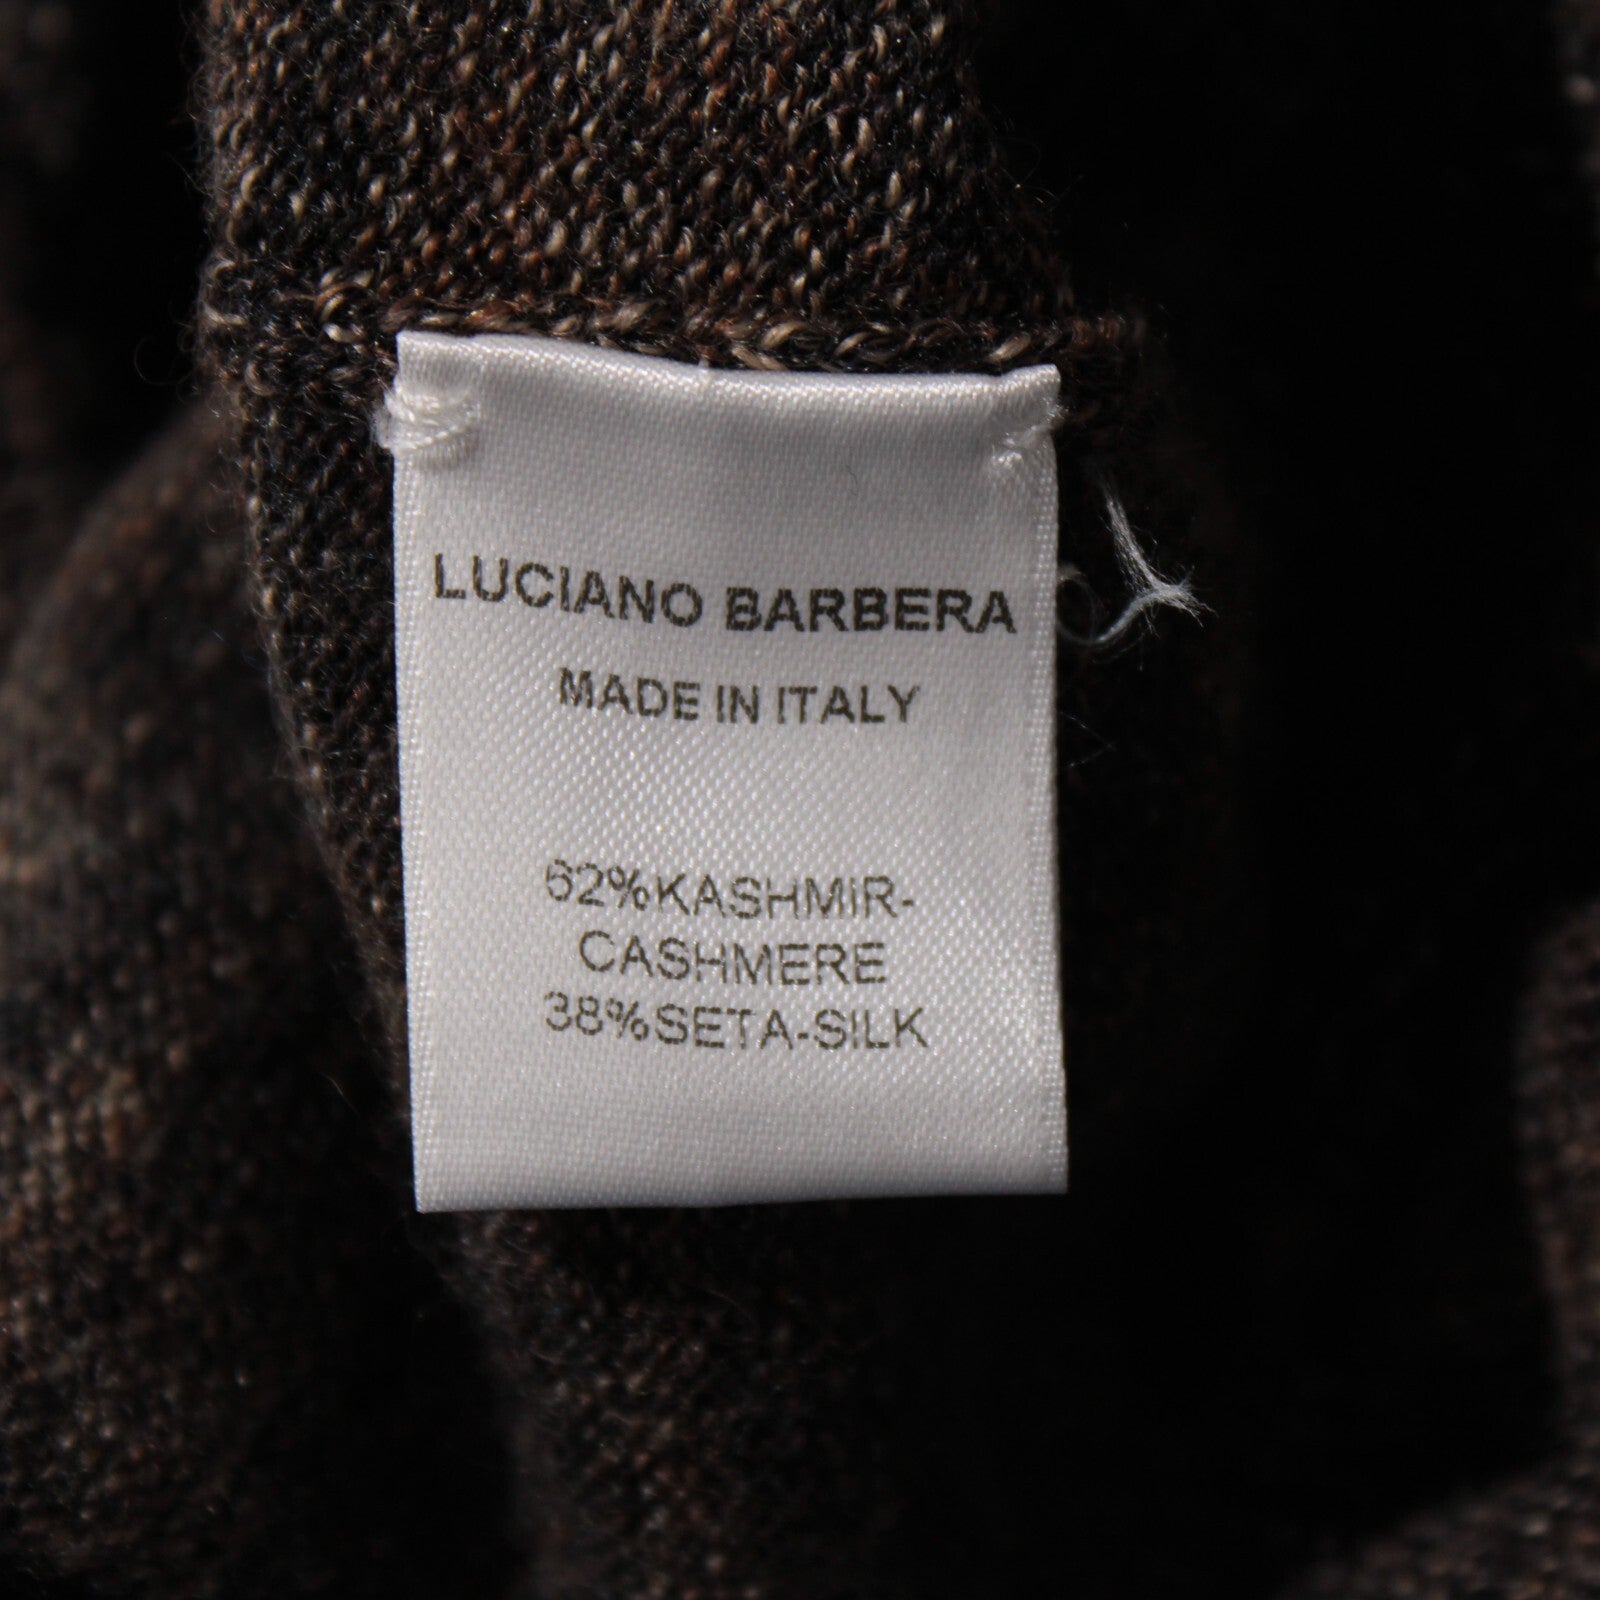 LUCIANO BARBERA
MADE IN ITALY
62%KASHMIR-
CASHMERE
38%SETA-SILK